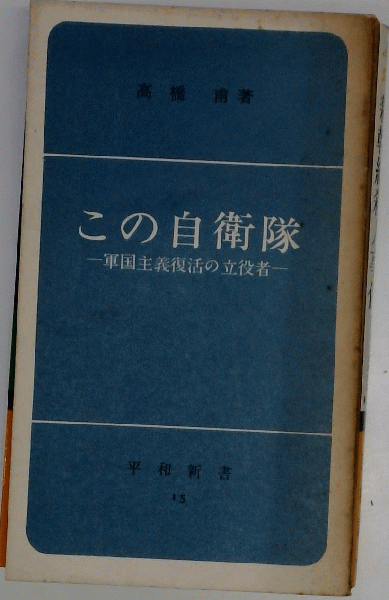 高橋 甫著
この自衛隊
—軍国主義復活の立役者—
平和新書
15